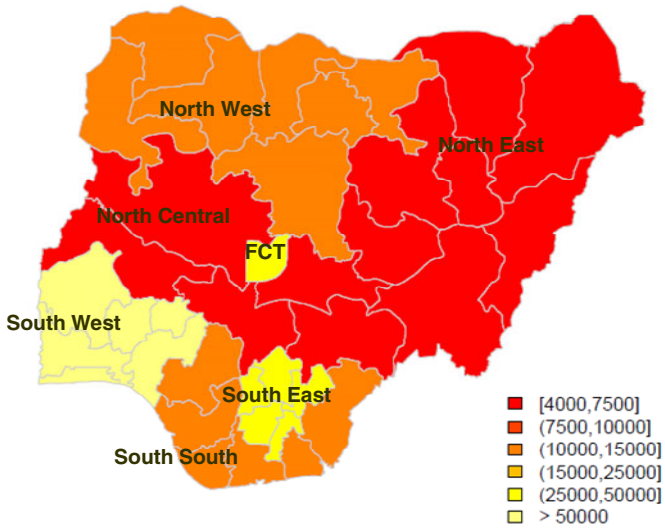 North West
North East
North Central
FCT
South West
South East
South South
[4000,7500]
(7500,10000]
(10000,15000]
(15000,25000]
(25000,50000]
> 50000